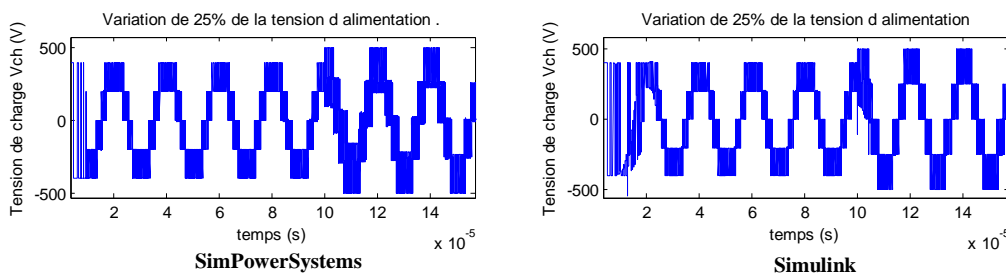 Variation de 25% de la tension d alimentation .
Tension de charge Vch (V)
500
0
-500
2
4
6
8
10
12
14
temps (s)
x 10^-5
SimPowerSystems
Variation de 25% de la tension d alimentation
Tension de charge Vch (V)
500
0
-500
2
4
6
8
10
12
14
temps (s)
x 10^-5
Simulink